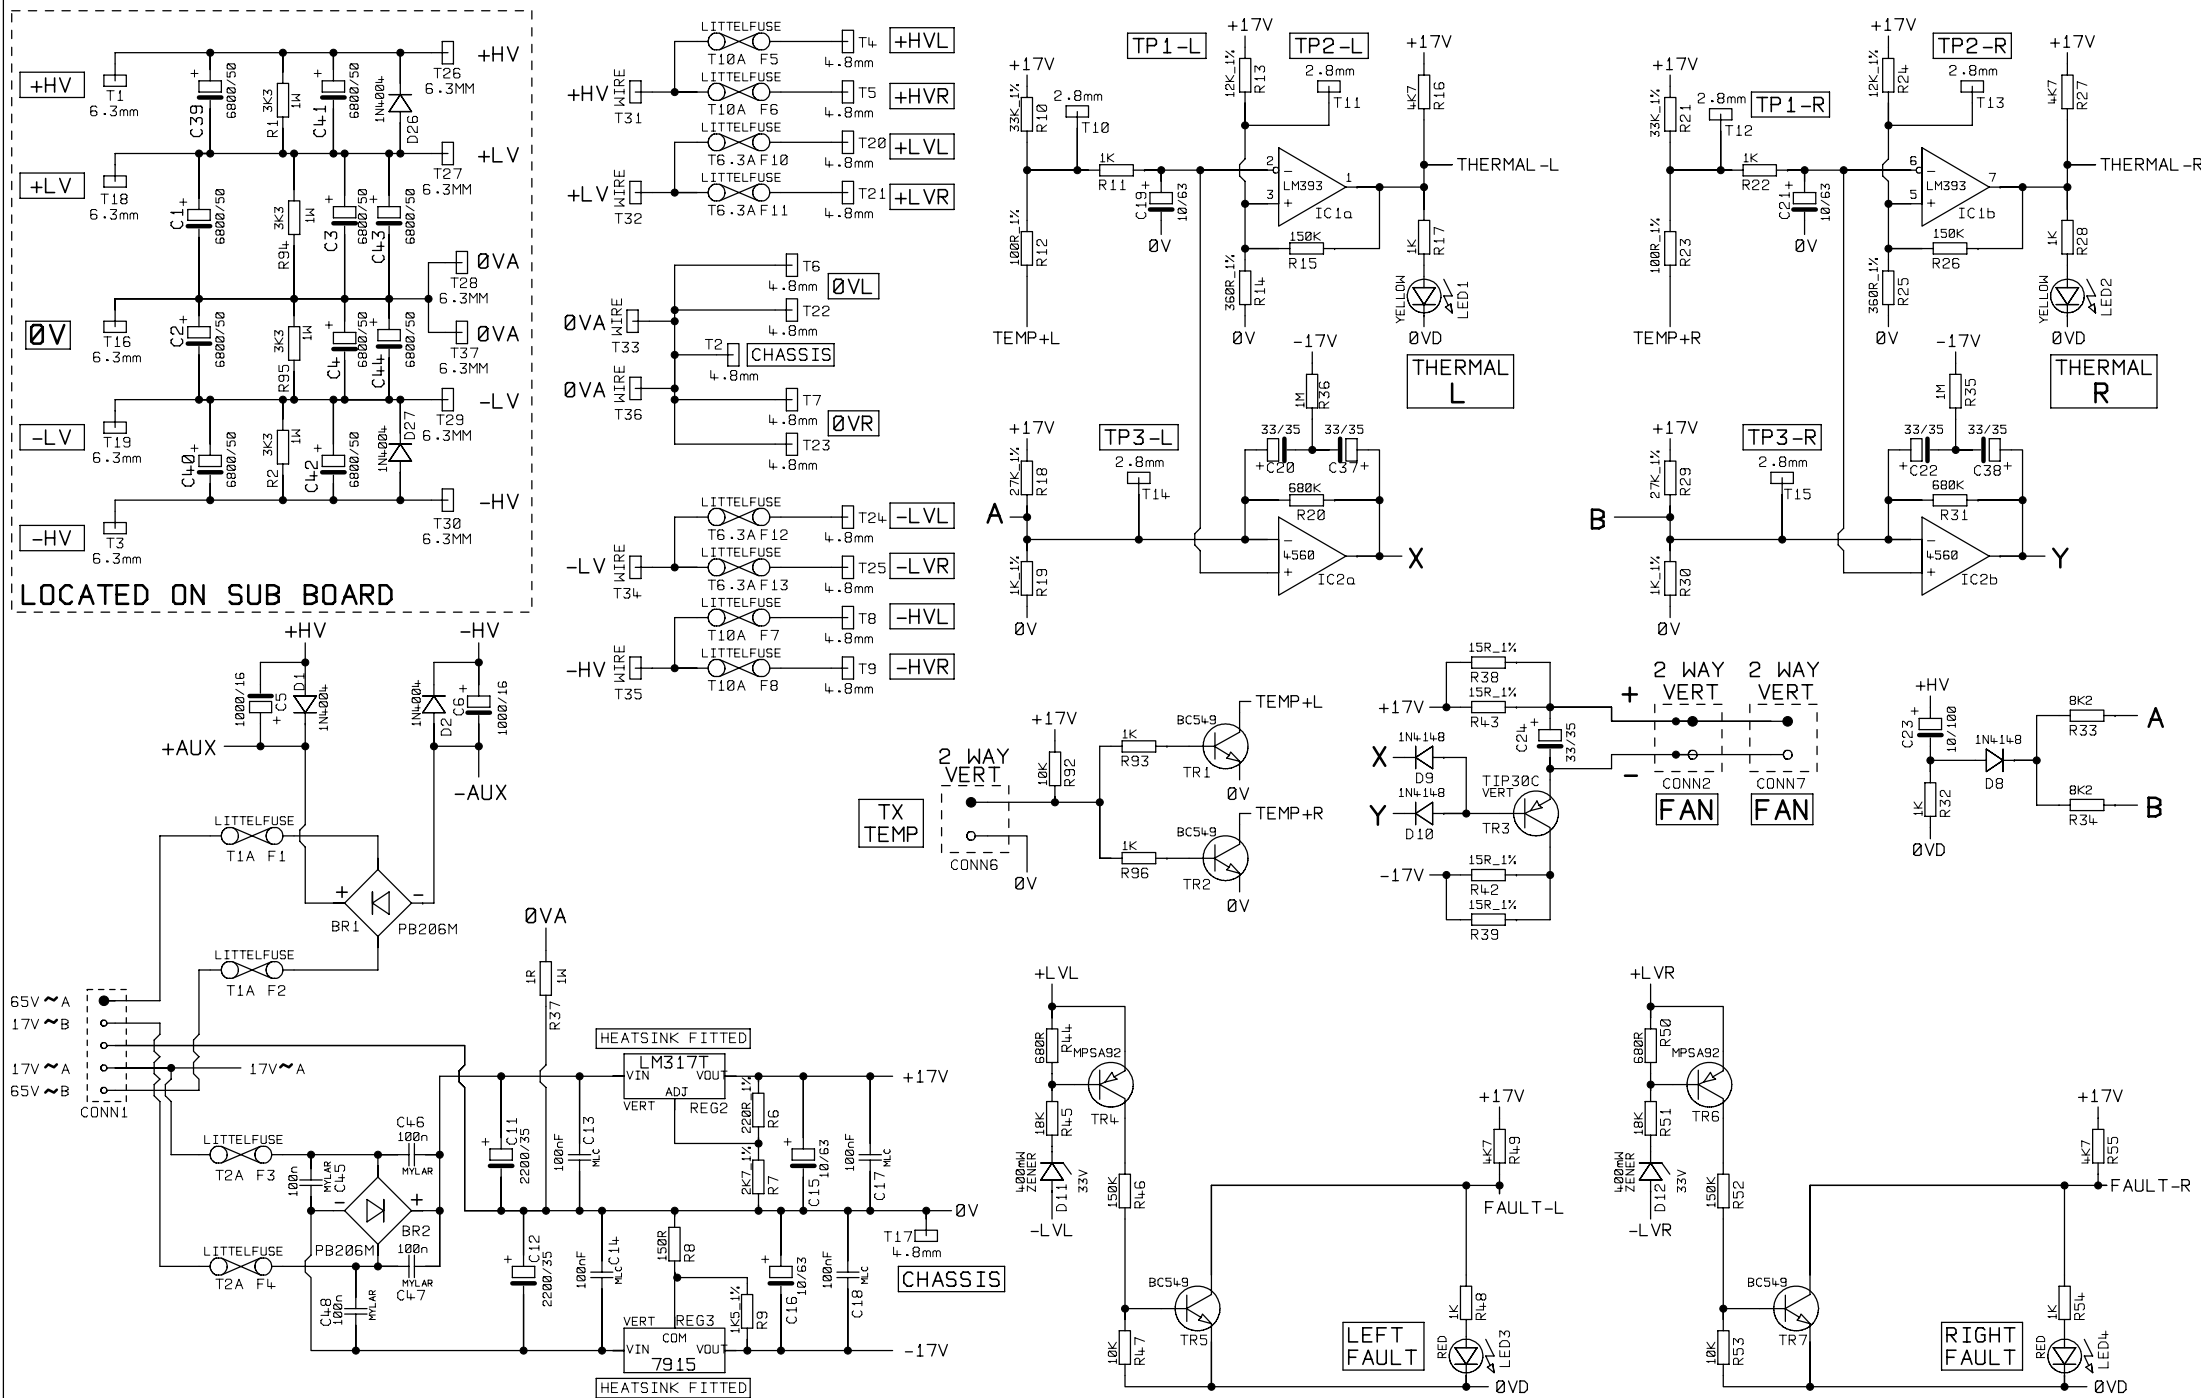 +HV
T1
6.3mm
C39
+
6800/50
R1
3K3
1W
C41
+
6800/50
1N4004
D26
T26
6.3MM
+HV
+LV
T18
6.3mm
T27
6.3MM
+LV
C1
+
6800/50
R94
3K3
1W
C3
+
6800/50
C43
+
6800/50
T28
6.3MM
0VA
0V
T16
6.3mm
T37
6.3MM
0VA
C2
+
6800/50
R95
3K3
1W
C4
+
6800/50
C44
+
6800/50
-LV
T19
6.3mm
T29
6.3MM
-LV
C40
+
6800/50
R2
3K3
1W
C42
+
6800/50
1N4004
D27
-HV
T3
6.3mm
T30
6.3MM
-HV
LOCATED ON SUB BOARD
+HV
WIRE
T31
LITTELFUSE
T10A F5
T4
4.8mm
+HVL
LITTELFUSE
T10A F6
T5
4.8mm
+HVR
+LV
WIRE
T32
LITTELFUSE
T6.3A F10
T20
4.8mm
+LVL
LITTELFUSE
T6.3A F11
T21
4.8mm
+LVR
0VA
WIRE
T33
T6
4.8mm
0VL
T22
4.8mm
T2
4.8mm
CHASSIS
0VA
WIRE
T36
T7
4.8mm
0VR
T23
4.8mm
-LV
WIRE
T34
LITTELFUSE
T6.3A F12
T24
4.8mm
-LVL
LITTELFUSE
T6.3A F13
T25
4.8mm
-LVR
-HV
WIRE
T35
LITTELFUSE
T10A F7
T8
4.8mm
-HVL
LITTELFUSE
T10A F8
T9
4.8mm
-HVR
+17V
33K_1%
R10
2.8mm
T10
TP1-L
1K
R11
C19
+
10/63
0V
100R_1%
R12
TEMP+L
+17V
12K_1%
R13
TP2-L
2.8mm
T11
2
-
LM393
3
+
1
IC1a
150K
R15
360R_1%
R14
0V
+17V
4K7
R16
THERMAL-L
1K
R17
YELLOW
LED1
0VD
THERMAL
L
+17V
33K_1%
R21
2.8mm
T12
TP1-R
1K
R22
C21
+
10/63
0V
100R_1%
R23
TEMP+R
+17V
12K_1%
R24
TP2-R
2.8mm
T13
6
-
LM393
5
+
7
IC1b
150K
R26
360R_1%
R25
0V
+17V
4K7
R27
THERMAL-R
1K
R28
YELLOW
LED2
0VD
THERMAL
R
+17V
27K_1%
R18
A
1K_1%
R19
0V
TP3-L
2.8mm
T14
-17V
1M
R36
33/35
+
C20
33/35
C37
+
680K
R20
-
4560
+
IC2a
X
+17V
27K_1%
R29
B
1K_1%
R30
0V
TP3-R
2.8mm
T15
-17V
1M
R35
33/35
+
C22
33/35
C38
+
680K
R31
-
4560
+
IC2b
Y
+HV
1000/16
C5
+
D1
1N4004
+AUX
-HV
1N4004
D2
C6
+
1000/16
-AUX
LITTELFUSE
T1A F1
+
-
BR1
PB206M
LITTELFUSE
T1A F2
65V~A
17V~B
17V~A
65V~B
CONN1
17V~A
LITTELFUSE
T2A F3
LITTELFUSE
T2A F4
C46
100n
MYLAR
100n
MYLAR
C45
-
+
BR2
PB206M
100n
MYLAR
C47
C48
100n
MYLAR
0VA
1R
1W
R37
C11
+
2200/35
100nF
C13
MLC
HEATSINK FITTED
LM317T
VIN
VOUT
ADJ
VERT
REG2
220R_1%
R6
2K7_1%
R7
C15
+
10/63
100nF
C17
MLC
+17V
0V
T17
4.8mm
CHASSIS
C12
+
2200/35
100nF
C14
MLC
150R
R8
1K5_1%
R9
C16
+
10/63
100nF
C18
MLC
VERT
REG3
COM
VIN
VOUT
7915
HEATSINK FITTED
-17V
TX
TEMP
2 WAY
VERT
CONN6
0V
+17V
10K
R92
1K
R93
BC549
TR1
TEMP+L
0V
1K
R96
BC549
TR2
TEMP+R
0V
15R_1%
R38
15R_1%
R43
+17V
C24
+
33/35
X
1N4148
D9
Y
1N4148
D10
TIP30C
VERT
TR3
15R_1%
R42
15R_1%
R39
-17V
+
-
2 WAY
VERT
CONN2
FAN
2 WAY
VERT
CONN7
FAN
+HV
C23
+
10/100
1K
R32
0VD
1N4148
D8
8K2
R33
A
8K2
R34
B
+LVL
680R
R44
MPSA92
TR4
18K
R45
400mW
ZENER
D11
33V
-LVL
150K
R46
10K
R47
BC549
TR5
+17V
4K7
R49
FAULT-L
1K
R48
RED
LED3
0VD
LEFT
FAULT
+LVR
680R
R50
MPSA92
TR6
18K
R51
400mW
ZENER
D12
33V
-LVR
150K
R52
10K
R53
BC549
TR7
+17V
4K7
R55
FAULT-R
1K
R54
RED
LED4
0VD
RIGHT
FAULT